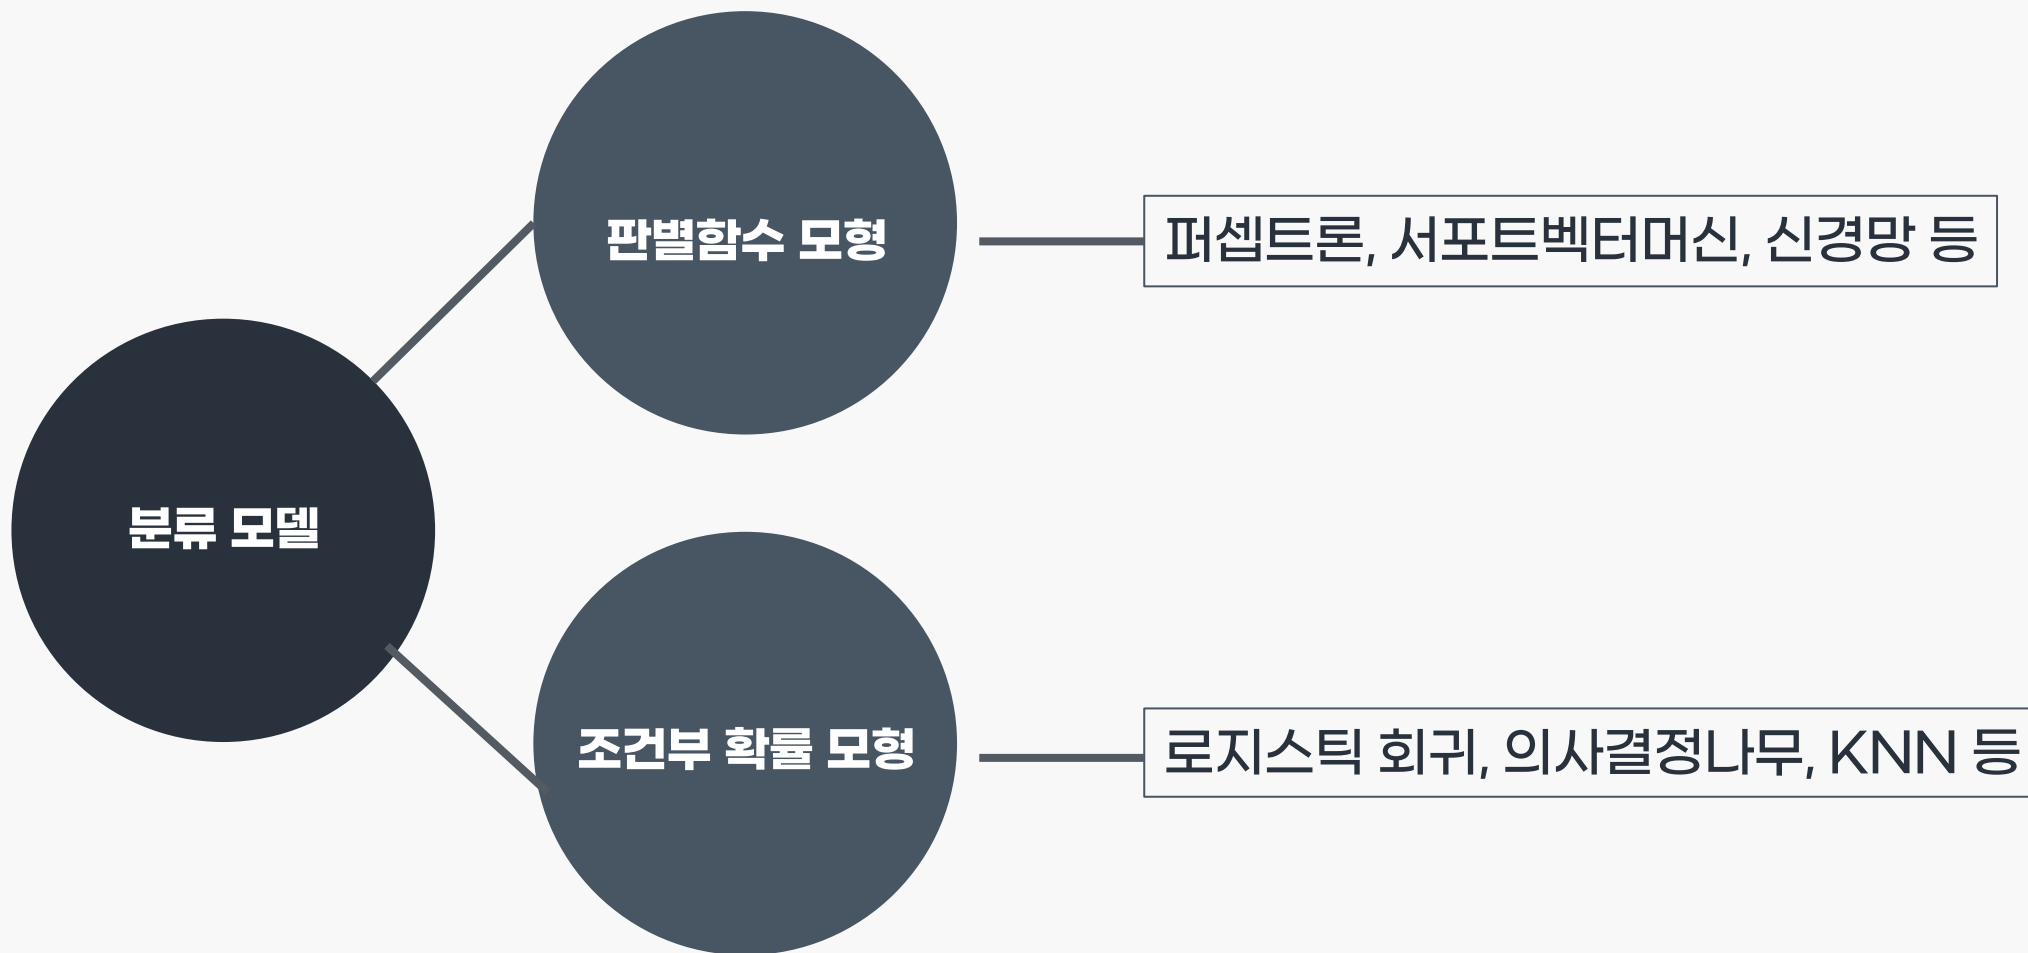 판별함수 모형
퍼셉트론, 서포트벡터머신, 신경망 등
분류 모델
조건부 확률 모형
로지스틱 회귀, 의사결정나무, KNN 등